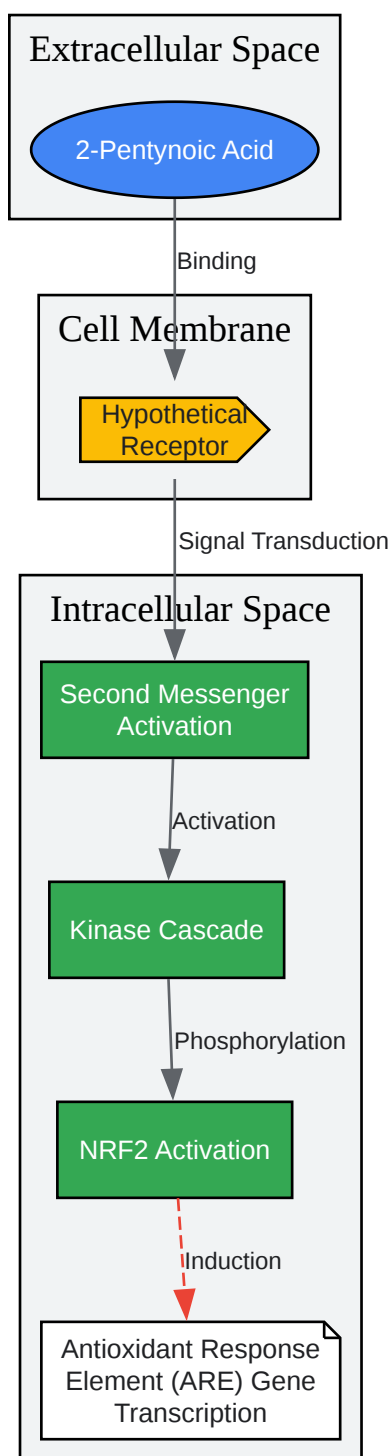 Extracellular Space
2-Pentynoic Acid
Binding
Cell Membrane
Hypothetical
Receptor
Signal Transduction
Intracellular Space
Second Messenger
Activation
Activation
Kinase Cascade
Phosphorylation
NRF2 Activation
Induction
Antioxidant Response
Element (ARE) Gene
Transcription